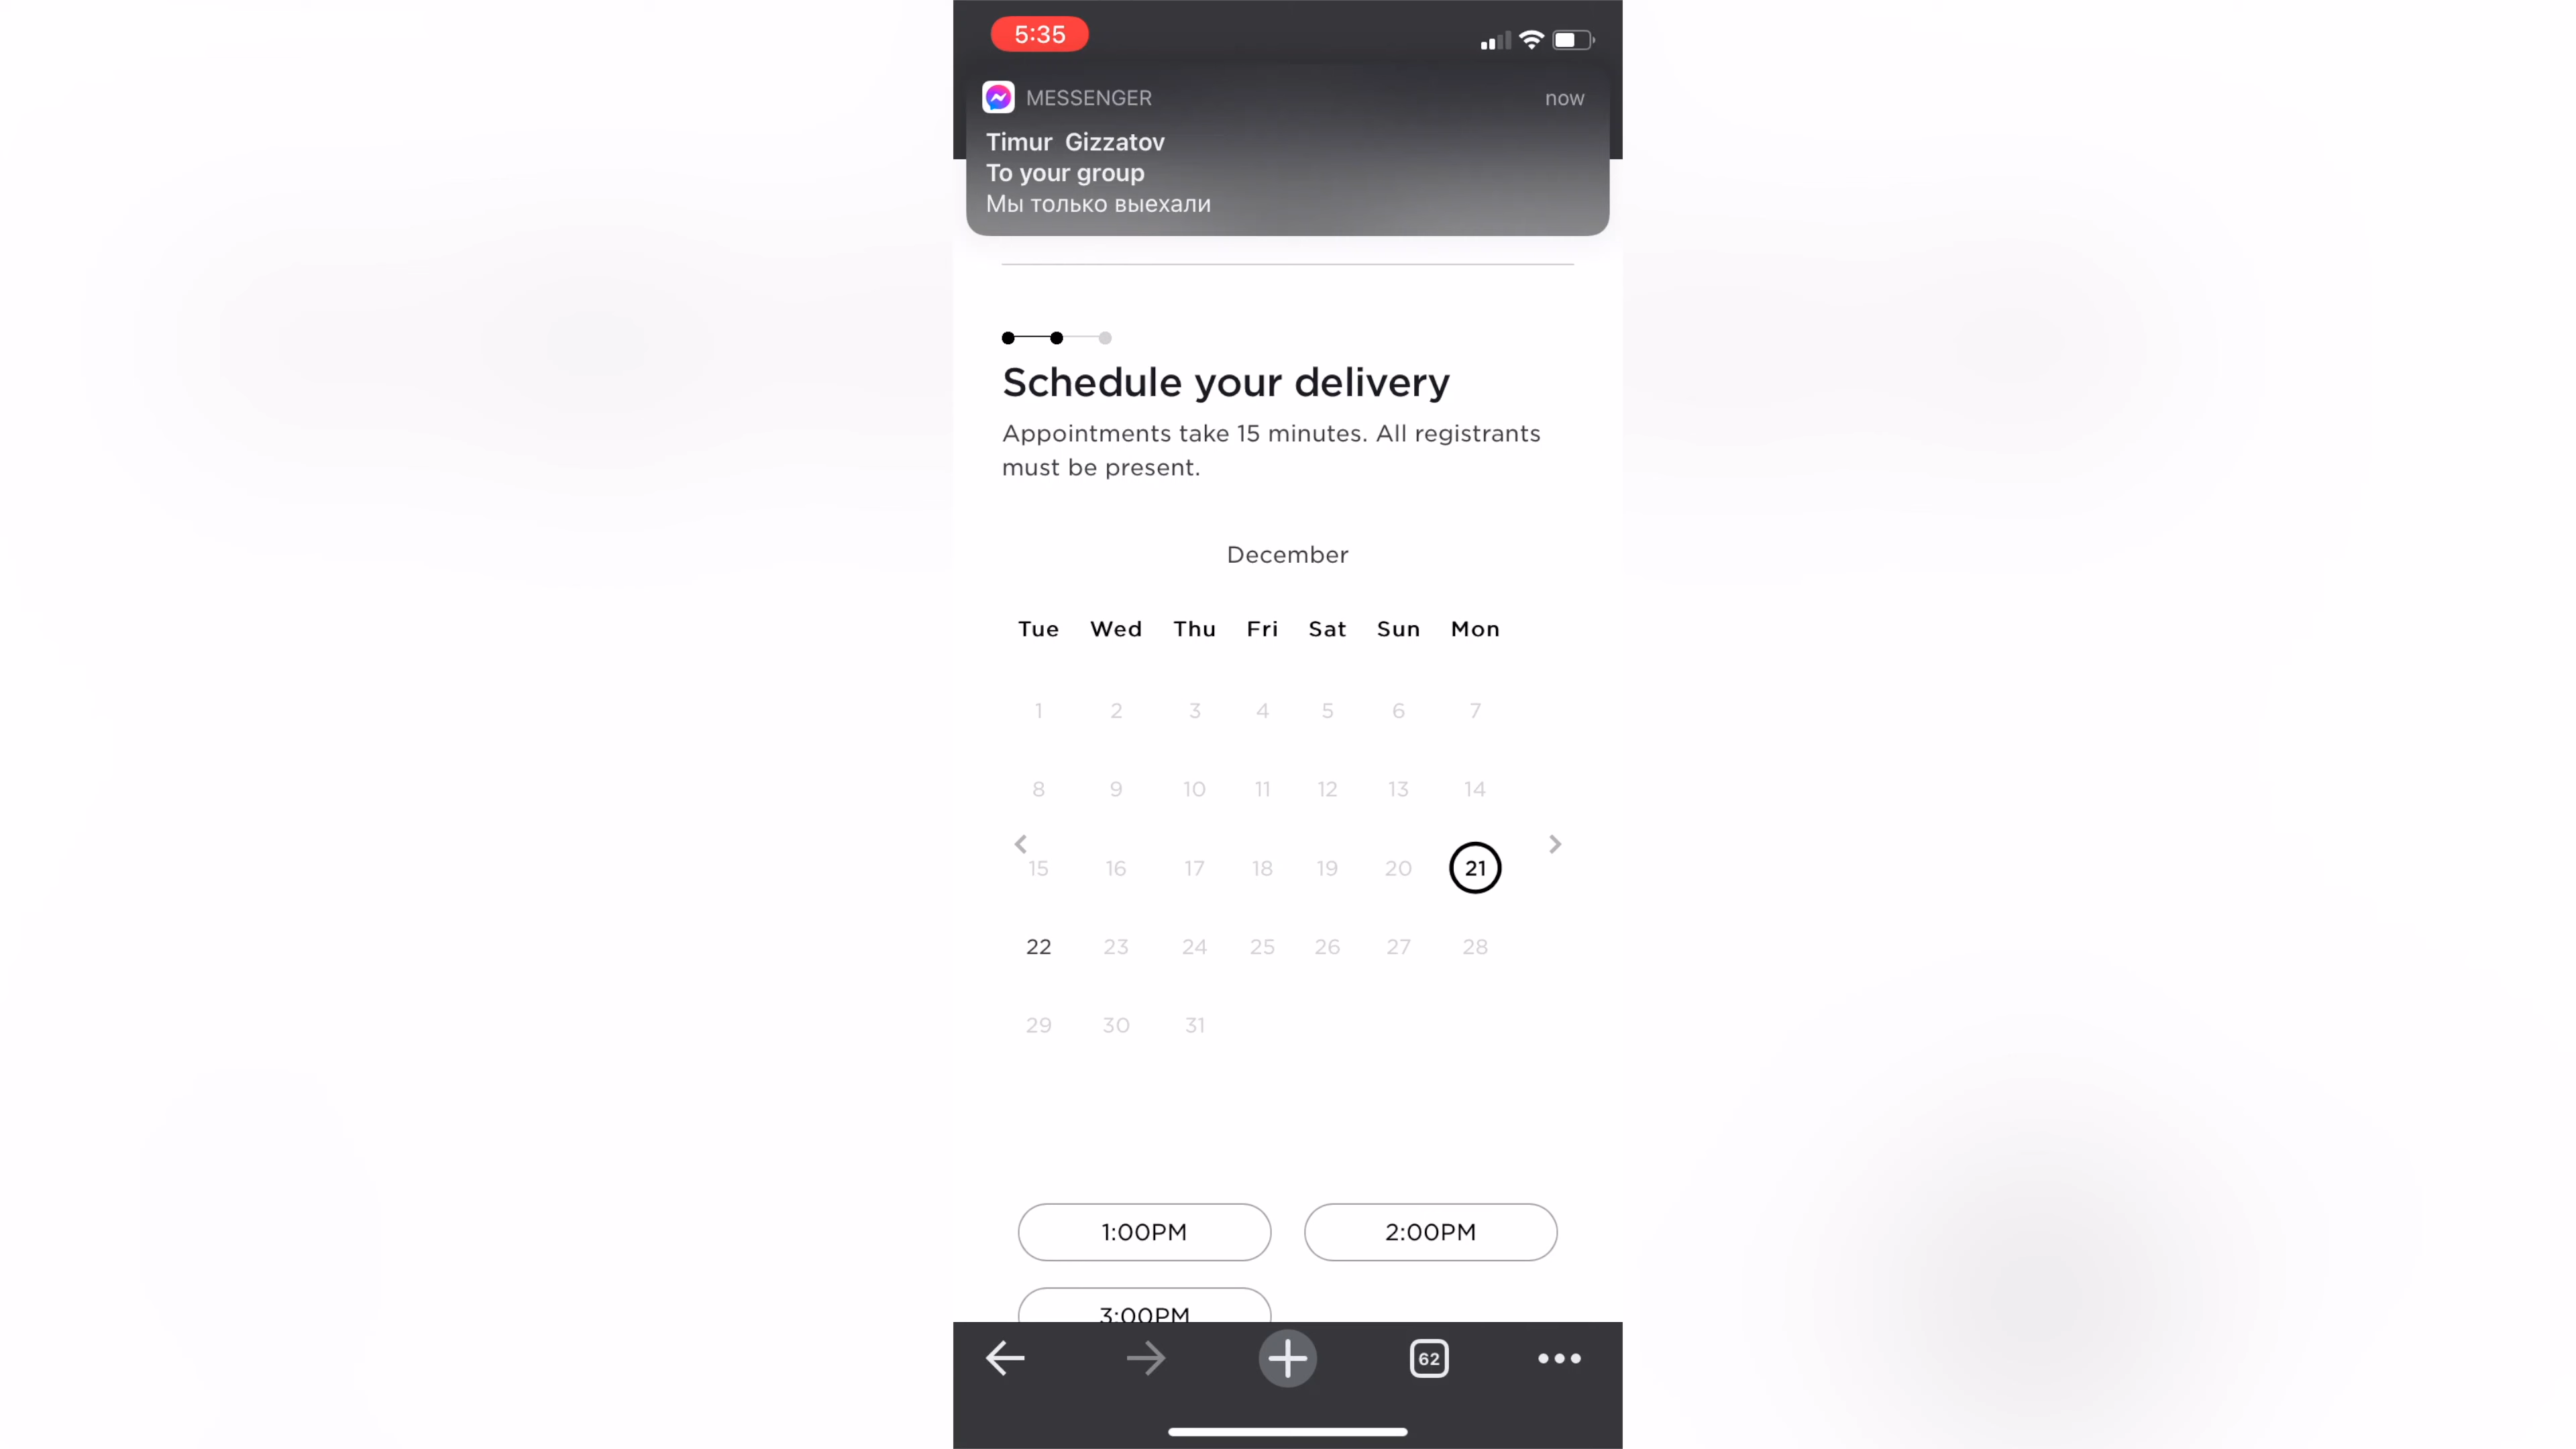 5:35
MESSENGER
now
Timur Gizzatov
To your group
Мы только выехали
Schedule your delivery
Appointments take 15 minutes. All registrants
must be present.
December
Tue Wed Thu Fri Sat Sun Mon
1 2 3 4 5 6 7
8 9 10 11 12 13 14
15 16 17 18 19 20 21
22 23 24 25 26 27 28
29 30 31
1:00PM 2:00PM
3:00PM
62